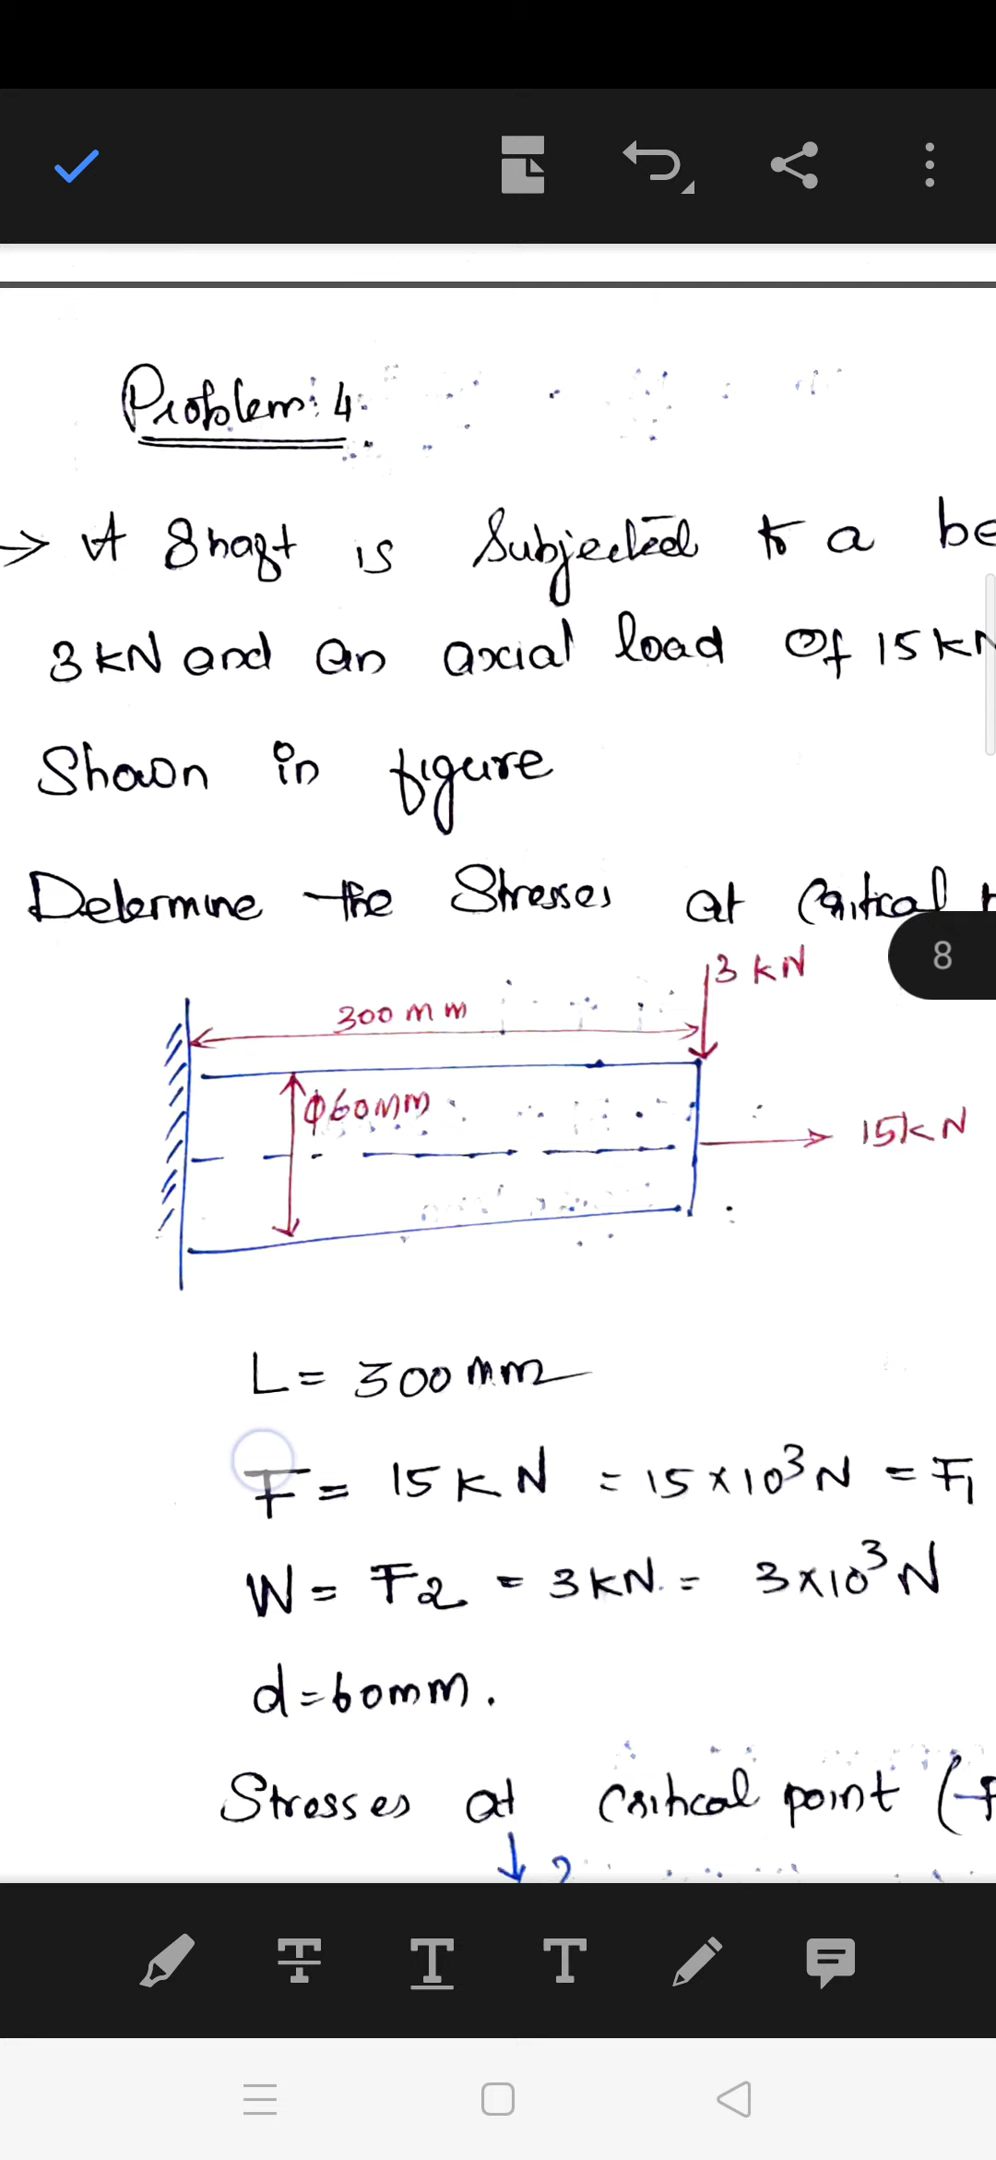 Problem: 4
→ A Shaft is Subjected to a be
3 kN and an axial load Of 15 kN
Shown in figure
Determine the Stresses at Critical
8
3 kN
300 mm
ϕ60mm
15kN
L = 300 mm
F = 15 kN = 15 × 10³ N = F1
W = F2 = 3 kN. = 3×10³ N
d = 60mm.
Stresses at critical point (